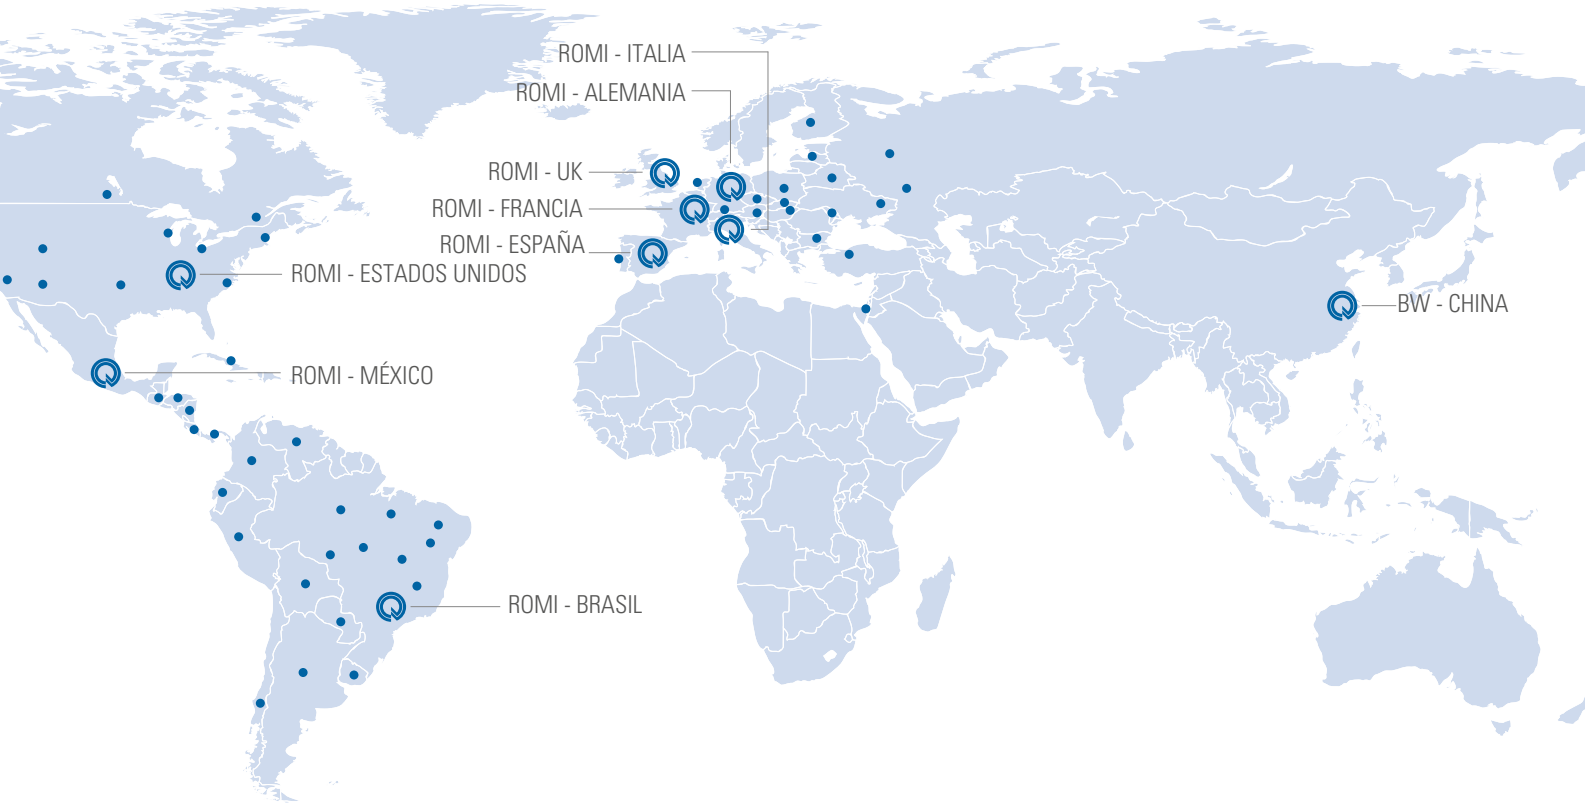 ROMI - ITALIA
ROMI - ALEMANIA
ROMI - UK
ROMI - FRANCIA
ROMI - ESPAÑA
ROMI - ESTADOS UNIDOS
BW - CHINA
ROMI - MÉXICO
ROMI - BRASIL